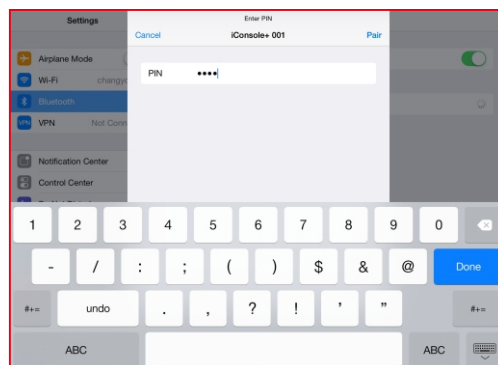 Settings
Enter PIN
Cancel
iConsole+ 001
Pair
Airplane Mode
Wi-Fi
Bluetooth
VPN
VPN
Not Conn
Notification Center
Control Center
PIN
••••
1 2 3 4 5 6 7 8 9 0
- / : ; ( ) $ & @ Done
#+= undo . , ? ! ' " #+=
ABC ABC